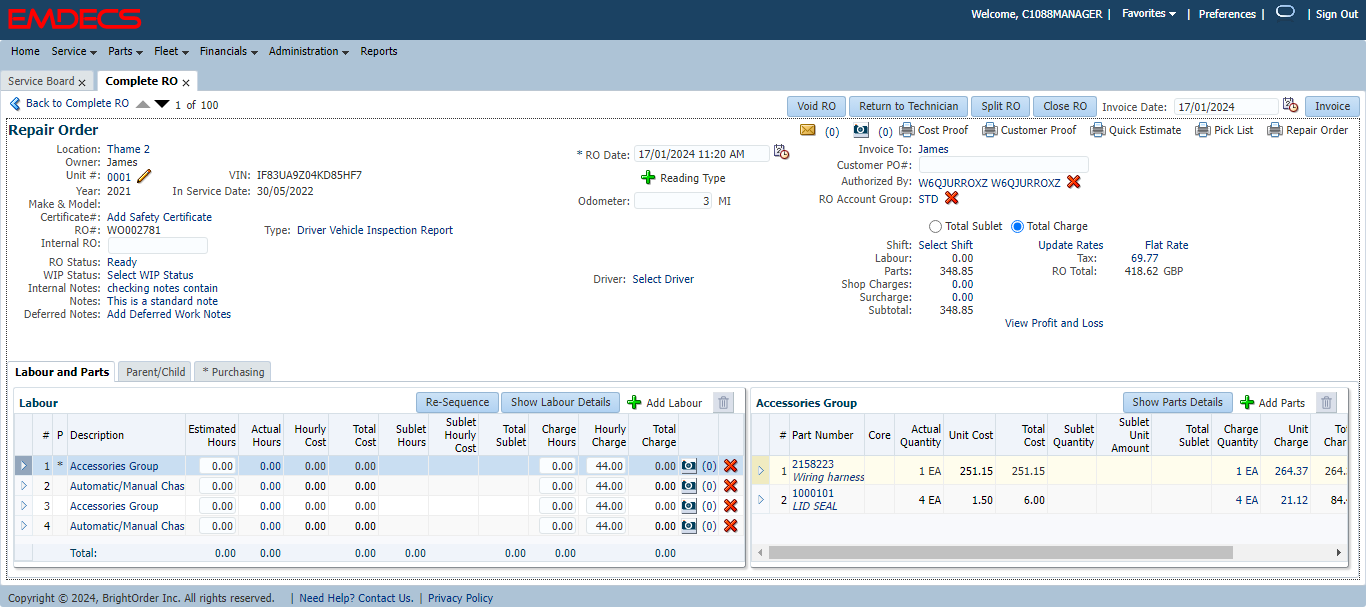 EMDECS
Welcome, C1088MANAGER | Favorites | Preferences | | Sign Out
Home Service Parts Fleet Financials Administration Reports
Service Board x Complete RO x
Back to Complete RO 1 of 100 Void RO Return to Technician Split RO Close RO Invoice Date: 17/01/2024 Invoice
Repair Order (0) (0) Cost Proof Customer Proof Quick Estimate Pick List Repair Order
Location: Thame 2
Owner: James
Unit #: 0001 VIN: IF83UA9Z04KD85HF7
Year: 2021 In Service Date: 30/05/2022
Make & Model:
Certificate#: Add Safety Certificate
RO#: WO002781 Type: Driver Vehicle Inspection Report
Internal RO:
RO Status: Ready
WIP Status: Select WIP Status
Internal Notes: checking notes contain
Notes: This is a standard note
Deferred Notes: Add Deferred Work Notes
* RO Date: 17/01/2024 11:20 AM
Reading Type
Odometer: 3 MI
Driver: Select Driver
Invoice To: James
Customer PO#:
Authorized By: W6QJURROXZ W6QJURROXZ
RO Account Group: STD
Total Sublet Total Charge
Shift: Select Shift Update Rates Flat Rate
Labour: 0.00 Tax: 69.77
Parts: 348.85 RO Total: 418.62 GBP
Shop Charges: 0.00
Surcharge: 0.00
Subtotal: 348.85
View Profit and Loss
Labour and Parts Parent/Child * Purchasing
Labour Re-Sequence Show Labour Details Add Labour
# P Description Estimated Hours Actual Hours Hourly Cost Total Cost Sublet Hours Sublet Hourly Cost Total Sublet Charge Hours Hourly Charge Total Charge
1 * Accessories Group 0.00 0.00 0.00 0.00 0.00 44.00 0.00 (0)
2 Automatic/Manual Chas 0.00 0.00 0.00 0.00 0.00 44.00 0.00 (0)
3 Accessories Group 0.00 0.00 0.00 0.00 0.00 44.00 0.00 (0)
4 Automatic/Manual Chas 0.00 0.00 0.00 0.00 0.00 44.00 0.00 (0)
Total: 0.00 0.00 0.00 0.00 0.00 0.00 0.00
Accessories Group Show Parts Details Add Parts
# Part Number Core Actual Quantity Unit Cost Total Cost Sublet Quantity Sublet Unit Amount Total Sublet Charge Quantity Unit Charge Tot Char
1 2158223 1 EA 251.15 251.15 1 EA 264.37 264.
Wiring harness
2 1000101 4 EA 1.50 6.00 4 EA 21.12 84.
LID SEAL
Copyright © 2024, BrightOrder Inc. All rights reserved. | Need Help? Contact Us. | Privacy Policy